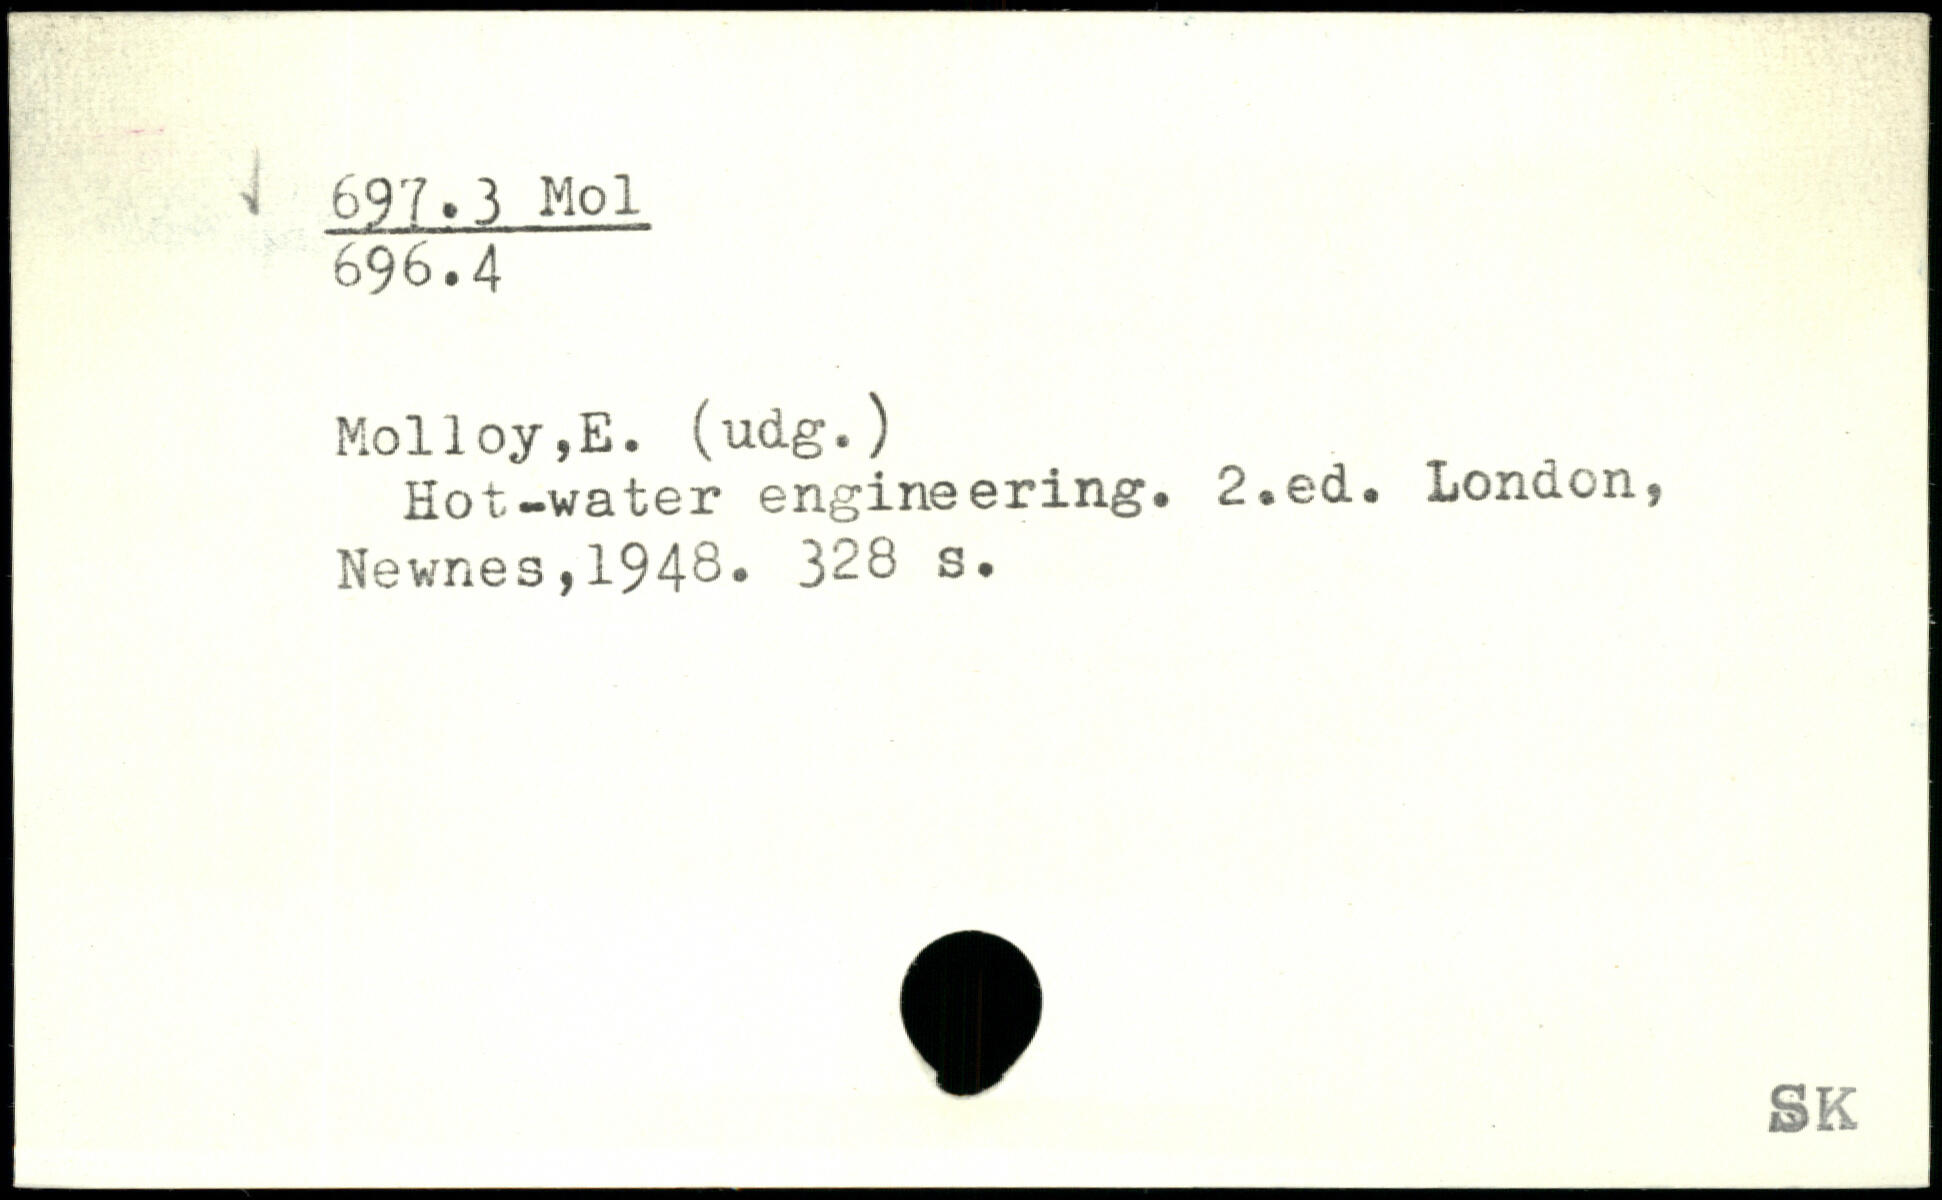 697.3 Mol
696.4
Molloy,E. (udg.)
Hot-water engineering. 2.ed. London,
Newnes,1948. 328 s.
SK